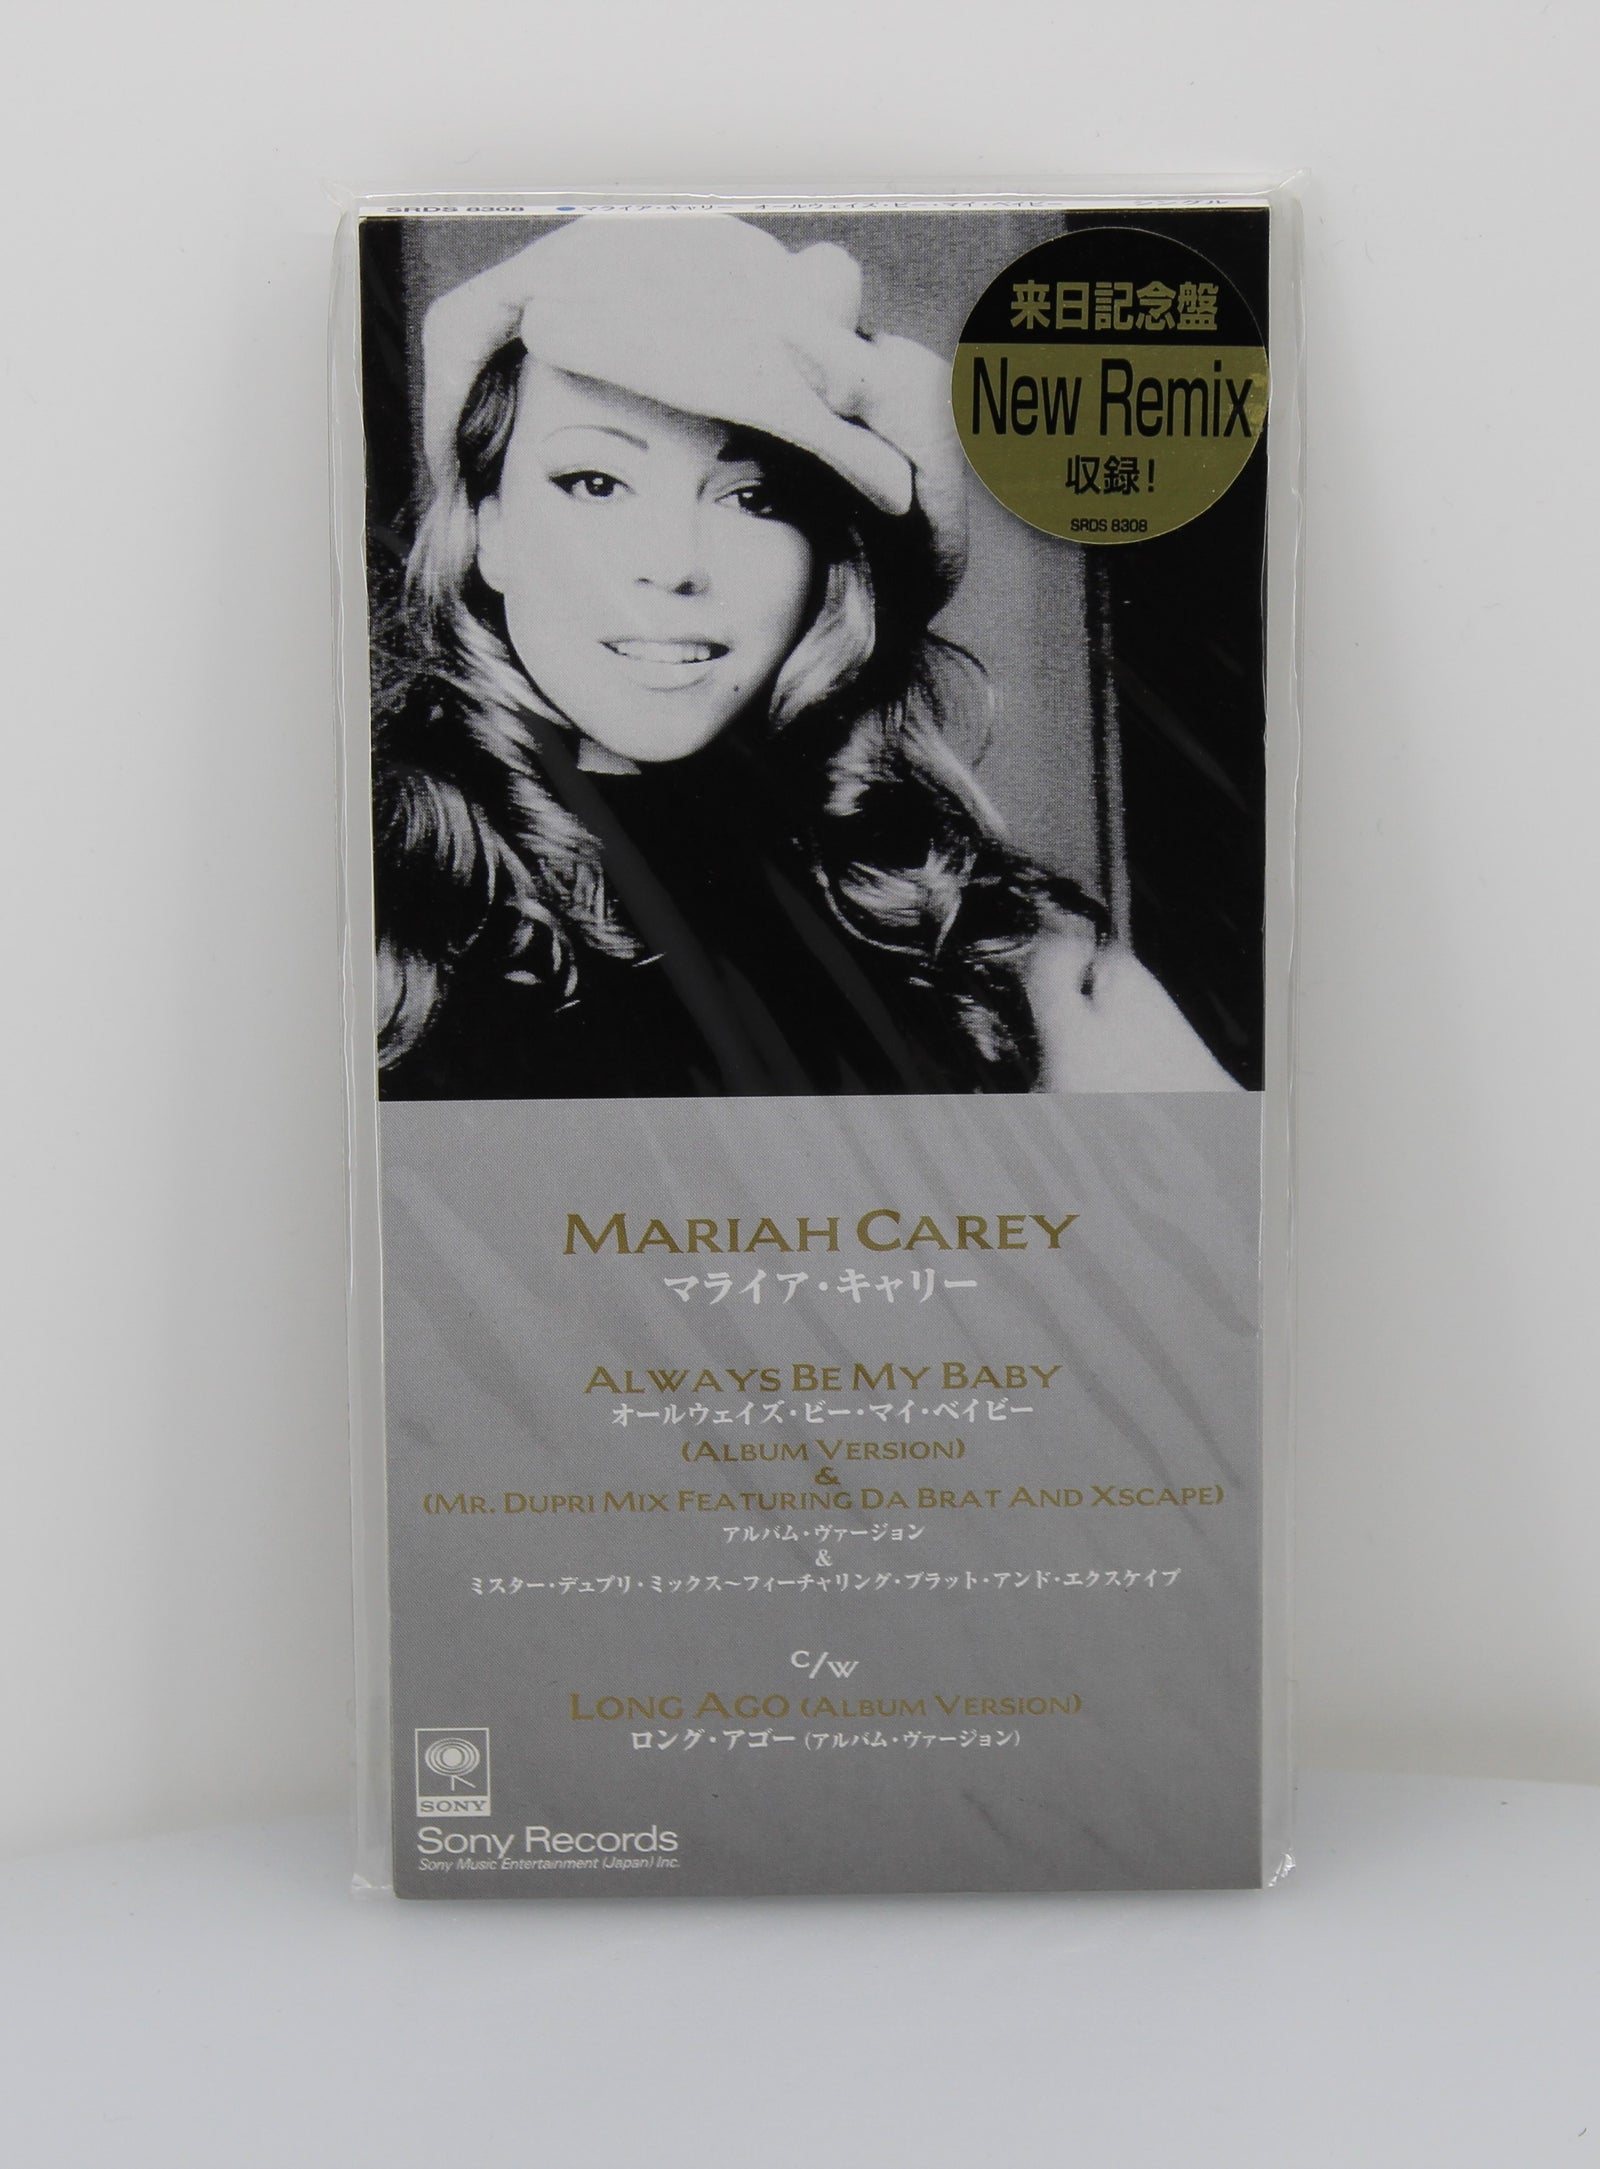 SRDS 8308 ●マライア・キャリー オールウェイズ・ビー・マイ・ベイビー シングル
来日記念盤
New Remix
収録！
SRDS 8308
MARIAH CAREY
マライア・キャリー
ALWAYS BE MY BABY
オールウェイズ・ビー・マイ・ベイビー
(ALBUM VERSION)
&
(MR. DUPRI MIX FEATURING DA BRAT AND XSCAPE)
アルバム・ヴァージョン
&
ミスター・デュプリ・ミックス～フィーチャリング・ブラット・アンド・エクスケイプ
C/W
LONG AGO (ALBUM VERSION)
ロング・アゴー (アルバム・ヴァージョン)
SONY
Sony Records
Sony Music Entertainment (Japan) Inc.